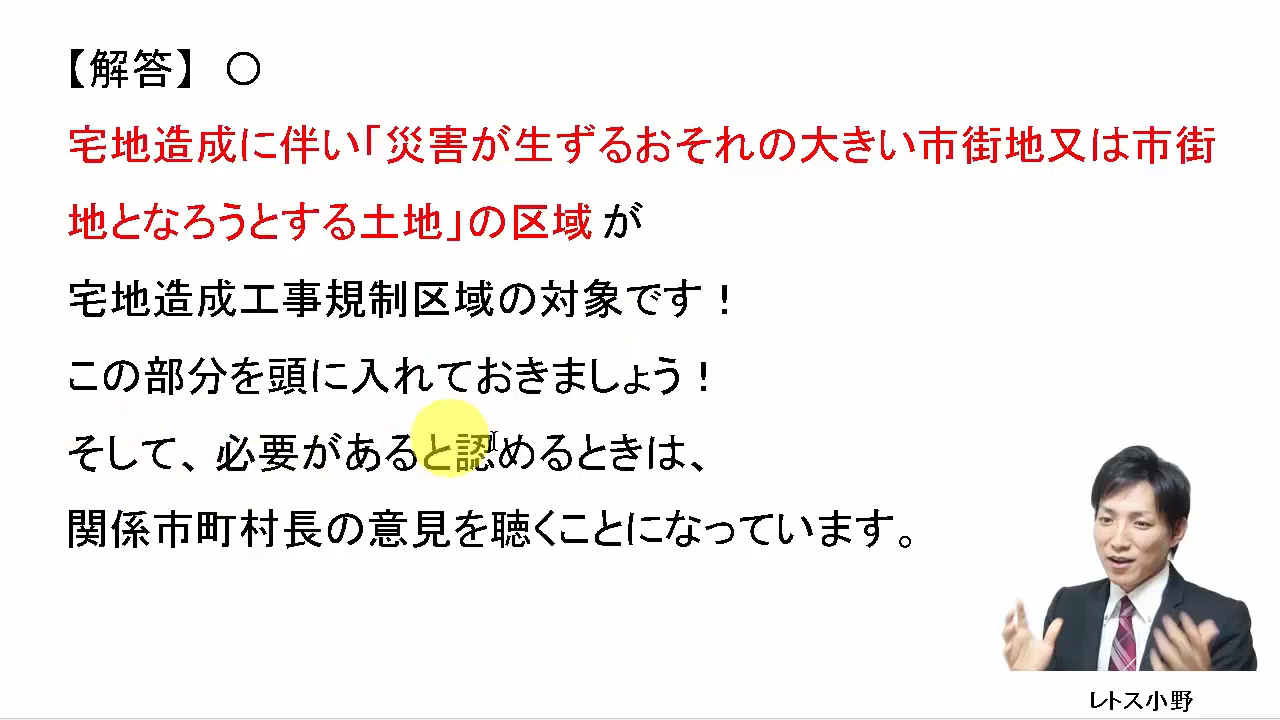 【解答】 ○
宅地造成に伴い「災害が生ずるおそれの大きい市街地又は市街
地となろうとする土地」の区域 が
宅地造成工事規制区域の対象です！
この部分を頭に入れておきましょう！
そして、必要があると認めるときは、
関係市町村長の意見を聴くことになっています。
レトス小野